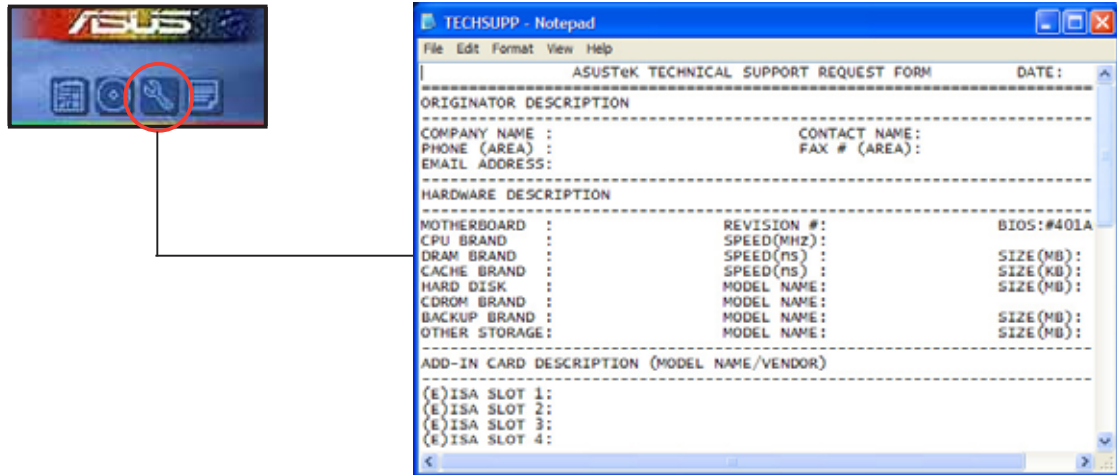 ASUS
TECHSUPP - Notepad
File Edit Format View Help
ASUSTeK TECHNICAL SUPPORT REQUEST FORM DATE:
ORIGINATOR DESCRIPTION
COMPANY NAME : CONTACT NAME:
PHONE (AREA) : FAX # (AREA):
EMAIL ADDRESS:
HARDWARE DESCRIPTION
MOTHERBOARD : REVISION #: BIOS:#401A
CPU BRAND : SPEED(MHz):
DRAM BRAND : SPEED(ns) : SIZE(MB):
CACHE BRAND : SPEED(ns) : SIZE(KB):
HARD DISK : MODEL NAME: SIZE(MB):
CDROM BRAND : MODEL NAME:
BACKUP BRAND : MODEL NAME: SIZE(MB):
OTHER STORAGE: MODEL NAME: SIZE(MB):
ADD-IN CARD DESCRIPTION (MODEL NAME/VENDOR)
(E)ISA SLOT 1:
(E)ISA SLOT 2:
(E)ISA SLOT 3:
(E)ISA SLOT 4: